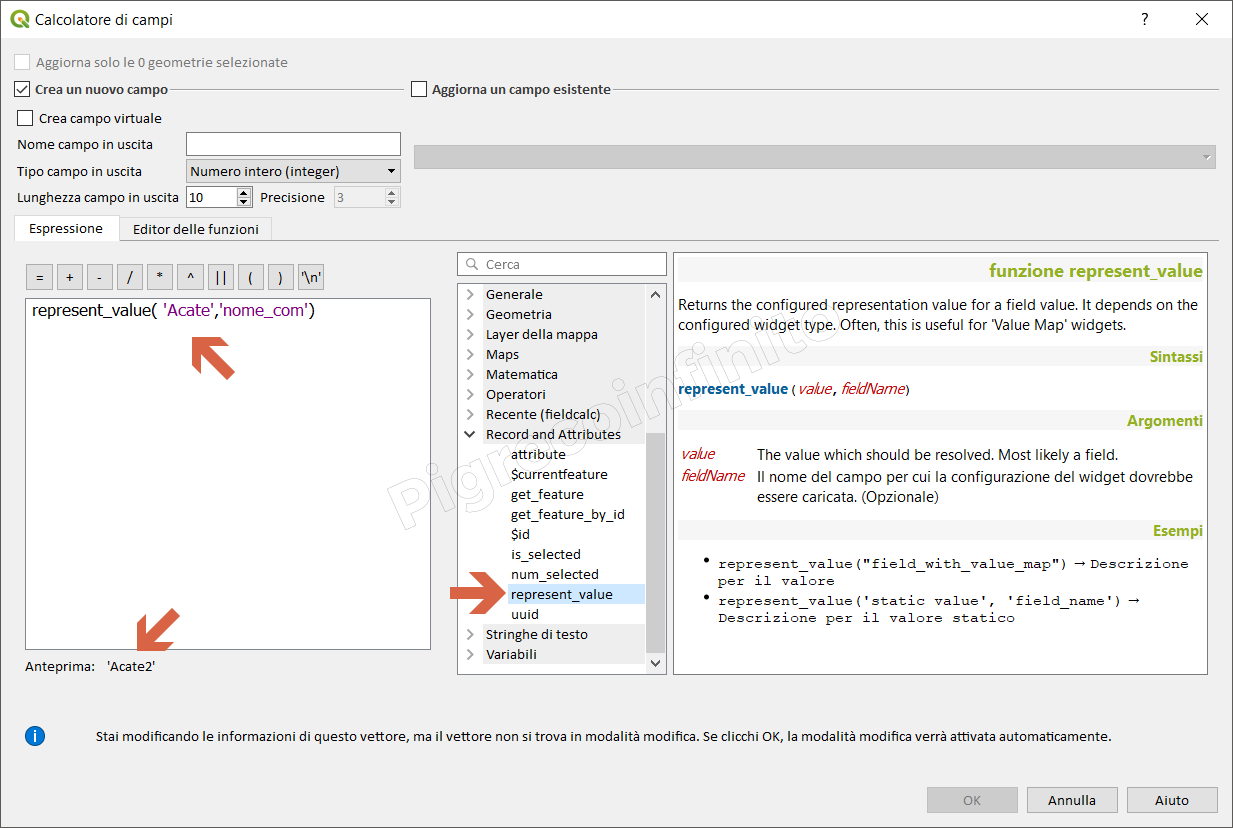 Calcolatore di campi
?
Aggiorna solo le 0 geometrie selezionate
Crea un nuovo campo
Aggiorna un campo esistente
Crea campo virtuale
Nome campo in uscita
Tipo campo in uscita
Numero intero (integer)
Lunghezza campo in uscita
10
Precisione
3
Espressione
Editor delle funzioni
= + - / * ^ || ( ) '\n'
represent_value( 'Acate','nome_com')
Anteprima: 'Acate2'
Cerca
Generale
Geometria
Layer della mappa
Maps
Matematica
Operatori
Recente (fieldcalc)
Record and Attributes
attribute
$currentfeature
get_feature
get_feature_by_id
$id
is_selected
num_selected
represent_value
uuid
Stringhe di testo
Variabili
funzione represent_value
Returns the configured representation value for a field value. It depends on the
configured widget type. Often, this is useful for 'Value Map' widgets.
Sintassi
represent_value (value, fieldName)
Argomenti
value The value which should be resolved. Most likely a field.
fieldName Il nome del campo per cui la configurazione del widget dovrebbe
essere caricata. (Opzionale)
Esempi
• represent_value("field_with_value_map") → Descrizione
per il valore
• represent_value('static value', 'field_name') →
Descrizione per il valore statico
Pigrecoinfinito
Stai modificando le informazioni di questo vettore, ma il vettore non si trova in modalità modifica. Se clicchi OK, la modalità modifica verrà attivata automaticamente.
OK
Annulla
Aiuto